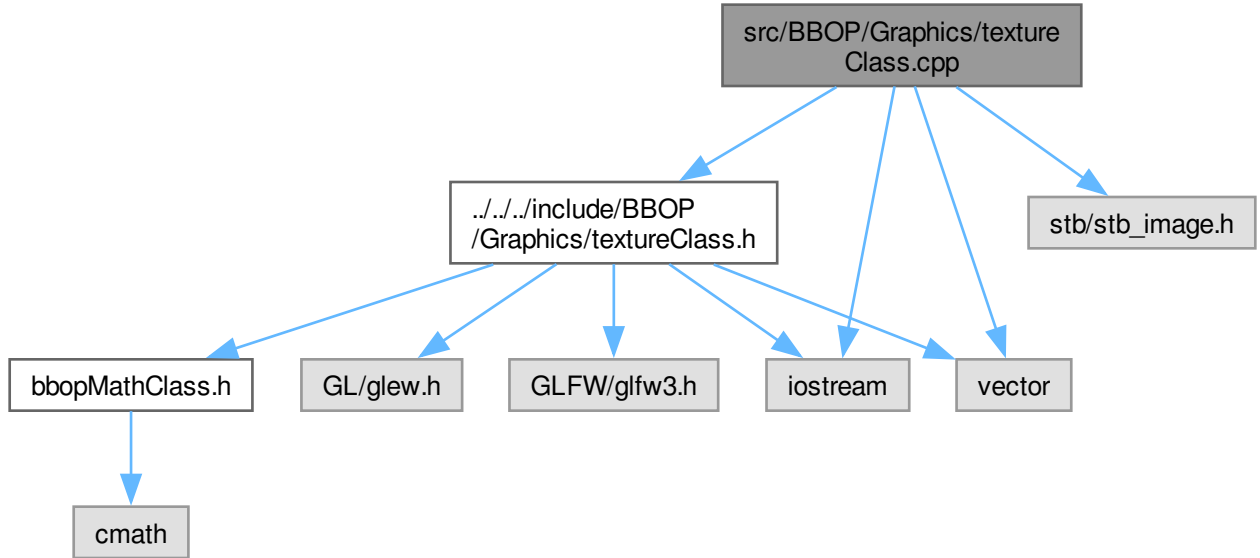 src/BBOP/Graphics/texture
Class.cpp
../../../include/BBOP
/Graphics/textureClass.h
stb/stb_image.h
bbopMathClass.h
GL/glew.h
GLFW/glfw3.h
iostream
vector
cmath